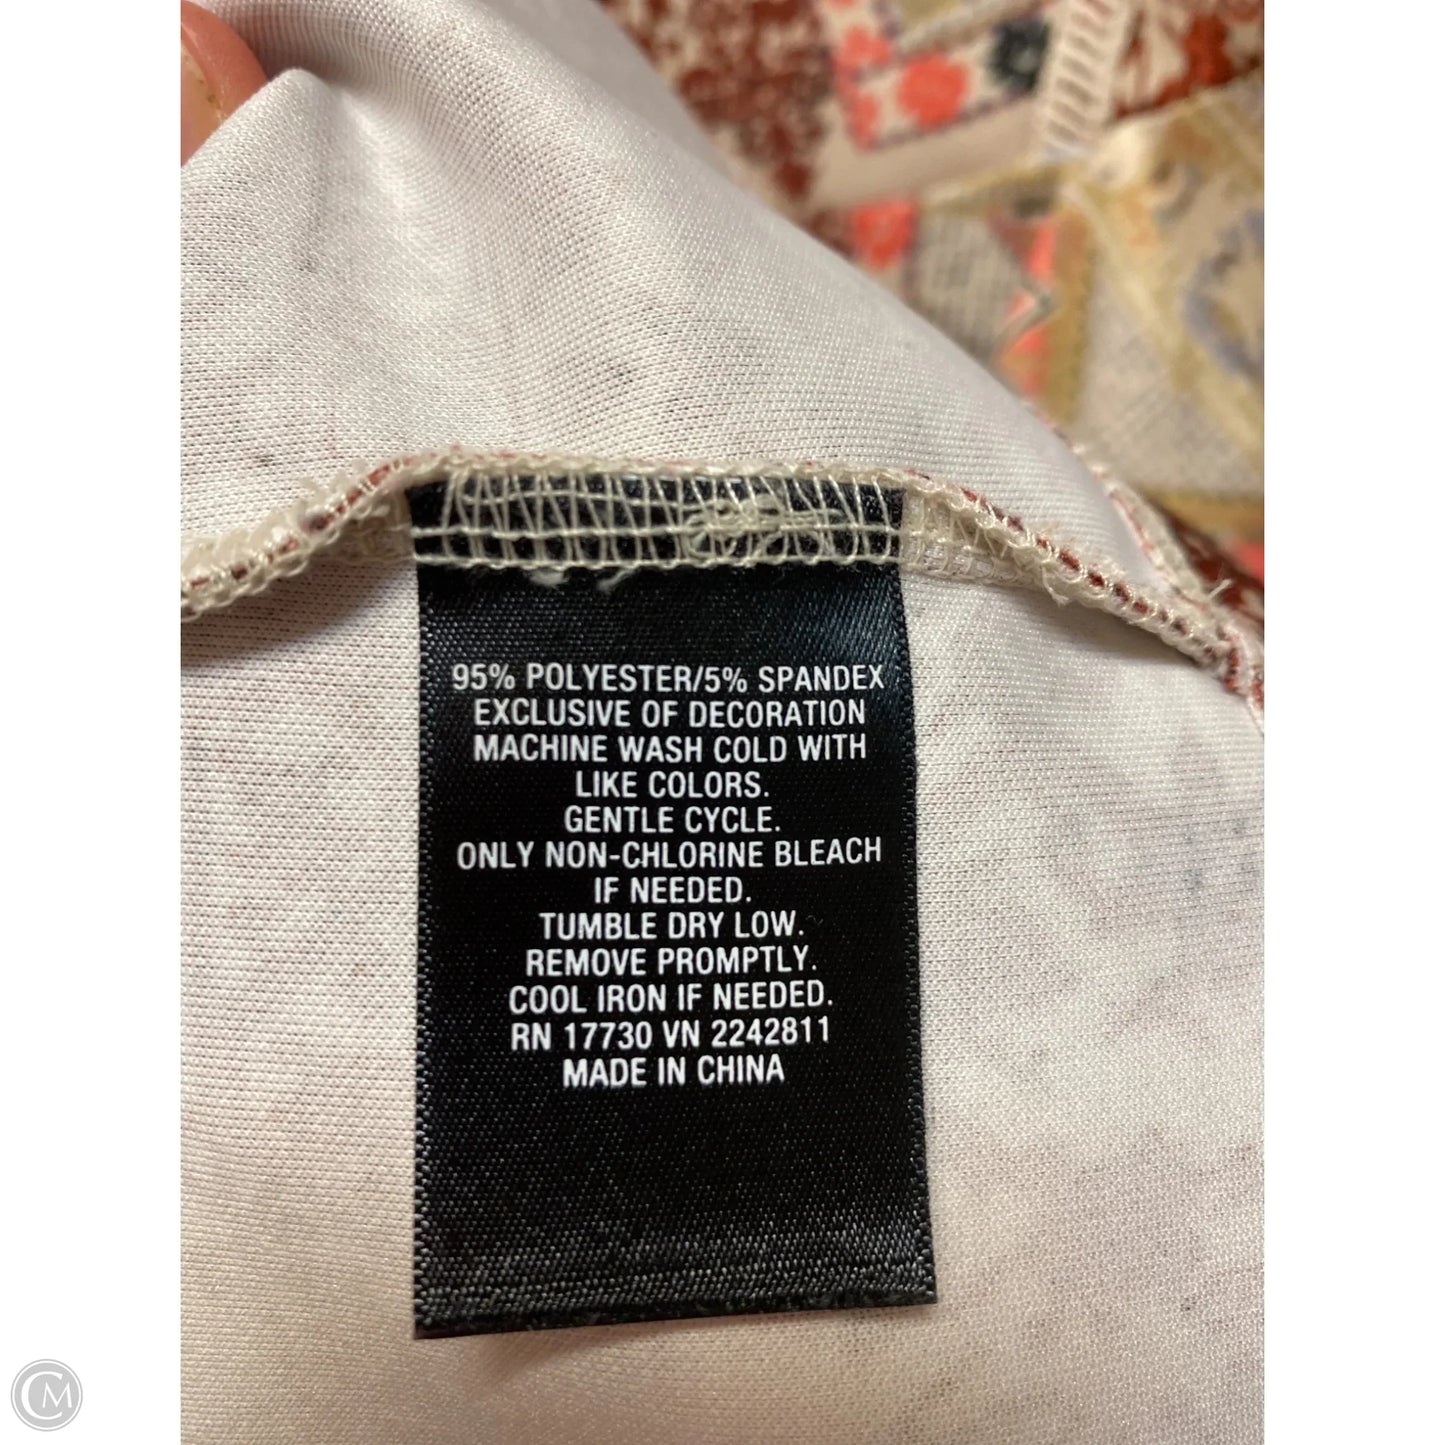 95% POLYESTER/5% SPANDEX
EXCLUSIVE OF DECORATION
MACHINE WASH COLD WITH
LIKE COLORS.
GENTLE CYCLE.
ONLY NON-CHLORINE BLEACH
IF NEEDED.
TUMBLE DRY LOW.
REMOVE PROMPTLY.
COOL IRON IF NEEDED.
RN 17730 VN 2242811
MADE IN CHINA
CM